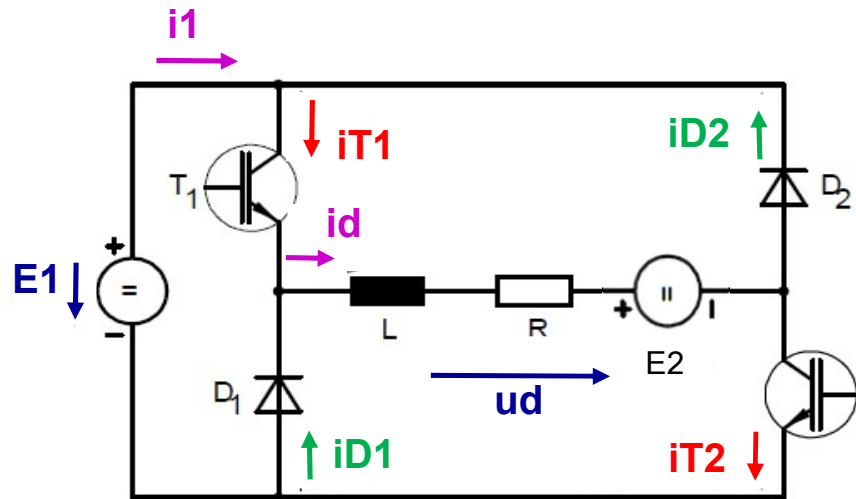 i1
iT1
iD2
T1
D2
id
+
E1
=
–
L
R
+
=
–
E2
ud
D1
iD1
iT2